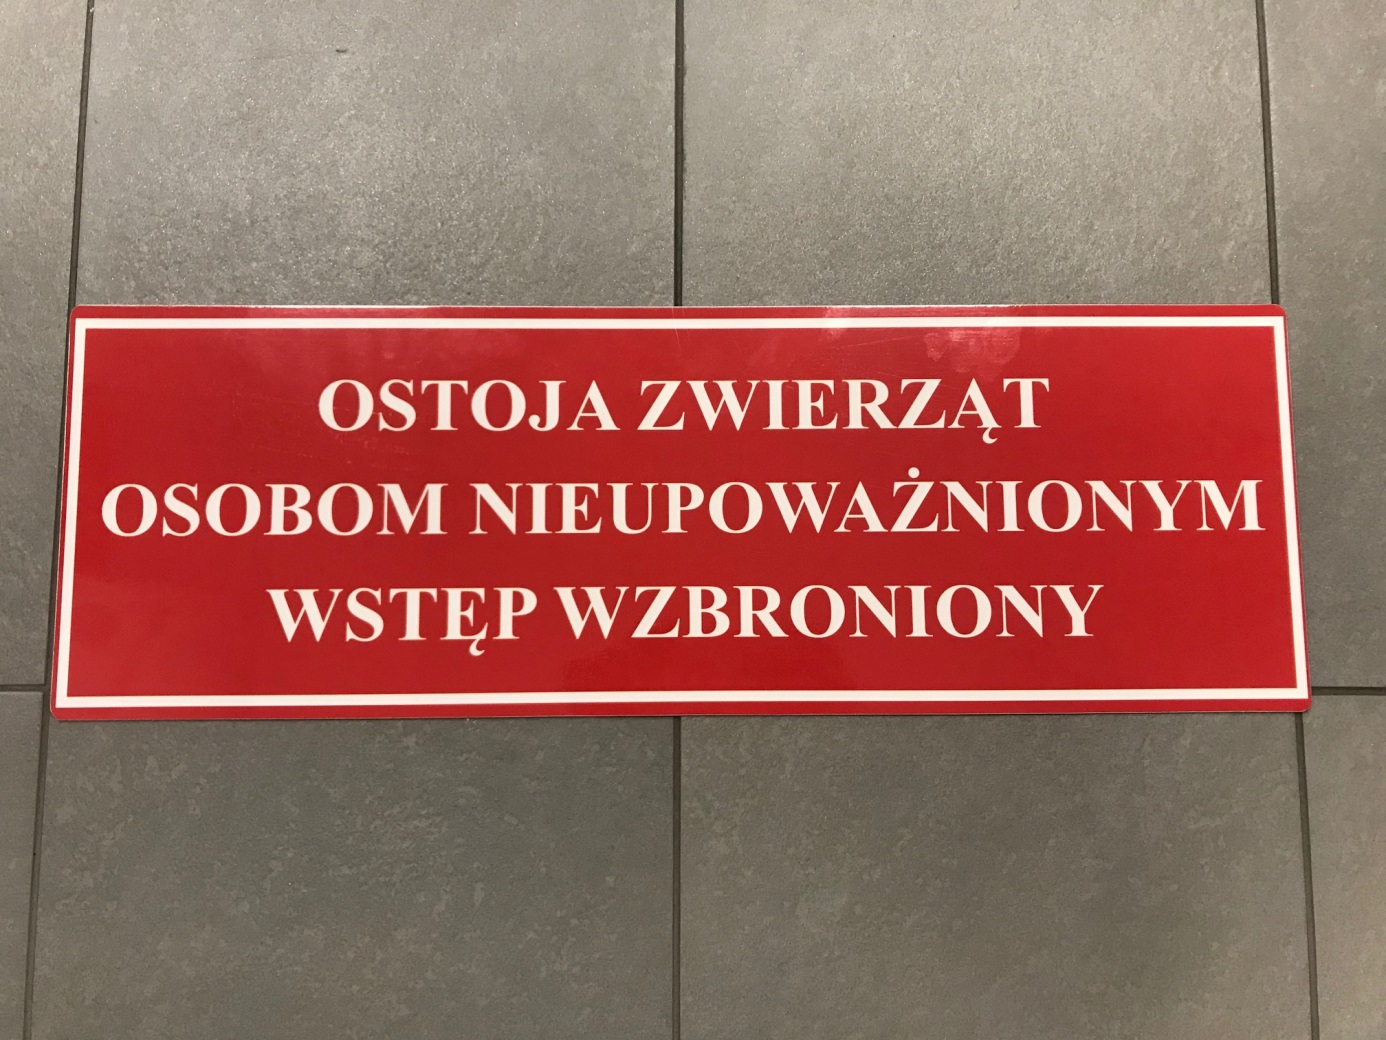 OSTOJA ZWIERZĄT
OSOBOM NIEUPOWAŻNIONYM
WSTĘP WZBRONIONY